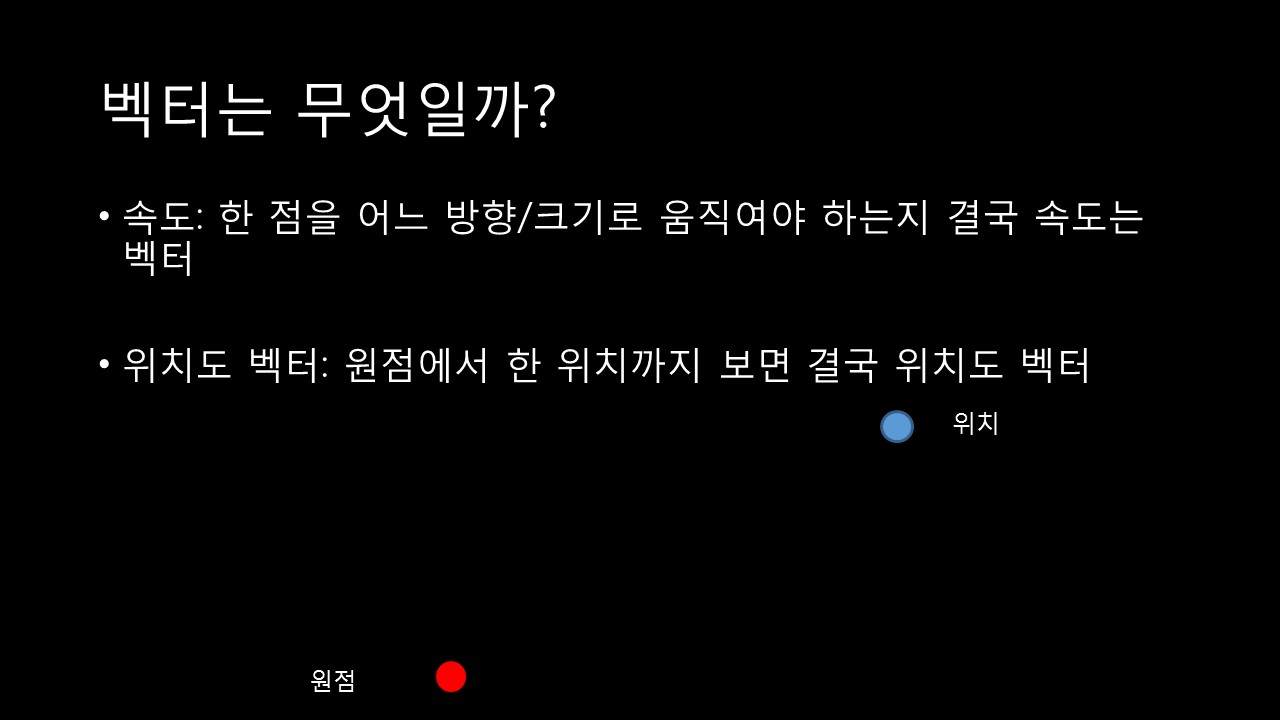 벡터는 무엇일까?
• 속도: 한 점을 어느 방향/크기로 움직여야 하는지 결국 속도는
벡터
• 위치도 벡터: 원점에서 한 위치까지 보면 결국 위치도 벡터
위치
원점